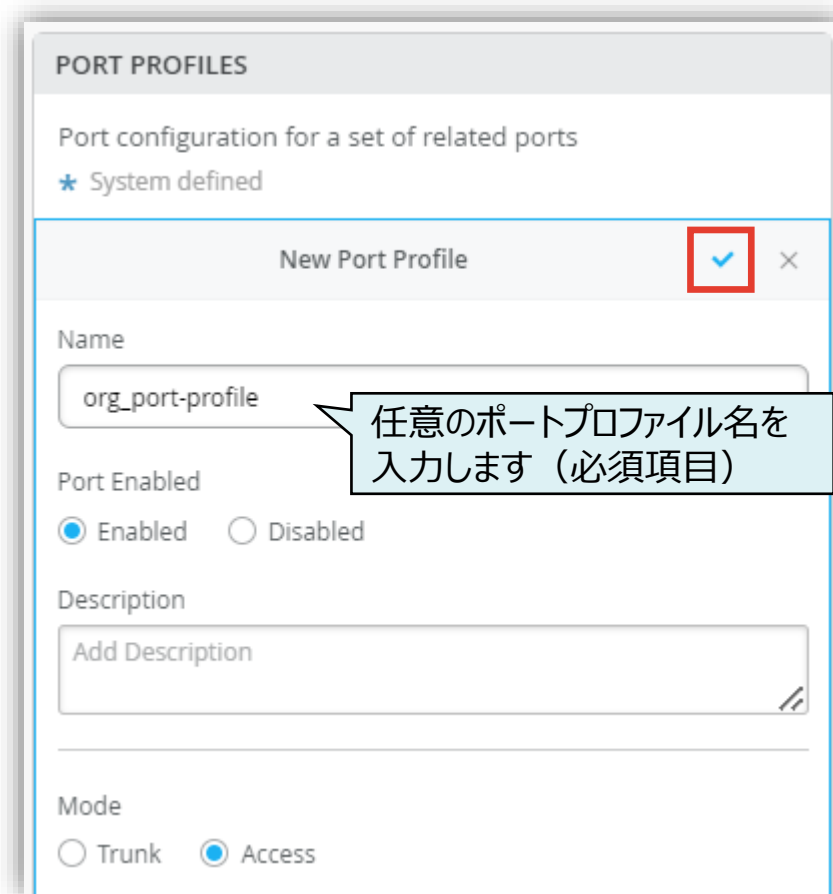 PORT PROFILES
Port configuration for a set of related ports
* System defined
New Port Profile
Name
org_port-profile
任意のポートプロファイル名を
入力します（必須項目）
Port Enabled
Enabled Disabled
Description
Add Description
Mode
Trunk Access